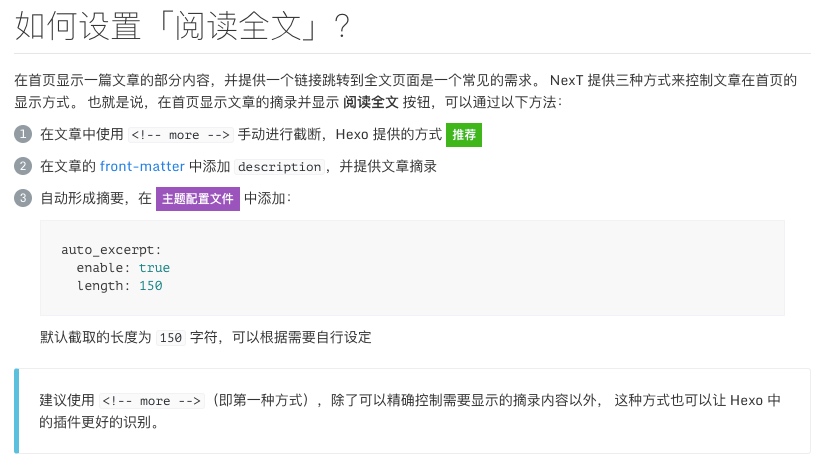 如何设置「阅读全文」?
在首页显示一篇文章的部分内容，并提供一个链接跳转到全文页面是一个常见的需求。 NexT 提供三种方式来控制文章在首页的
显示方式。 也就是说，在首页显示文章的摘录并显示 阅读全文 按钮，可以通过以下方法：
1 在文章中使用 <!-- more --> 手动进行截断，Hexo 提供的方式 推荐
2 在文章的 front-matter 中添加 description，并提供文章摘录
3 自动形成摘要，在 主题配置文件 中添加：
auto_excerpt:
  enable: true
  length: 150
默认截取的长度为 150 字符，可以根据需要自行设定
建议使用 <!-- more -->（即第一种方式），除了可以精确控制需要显示的摘录内容以外， 这种方式也可以让 Hexo 中
的插件更好的识别。